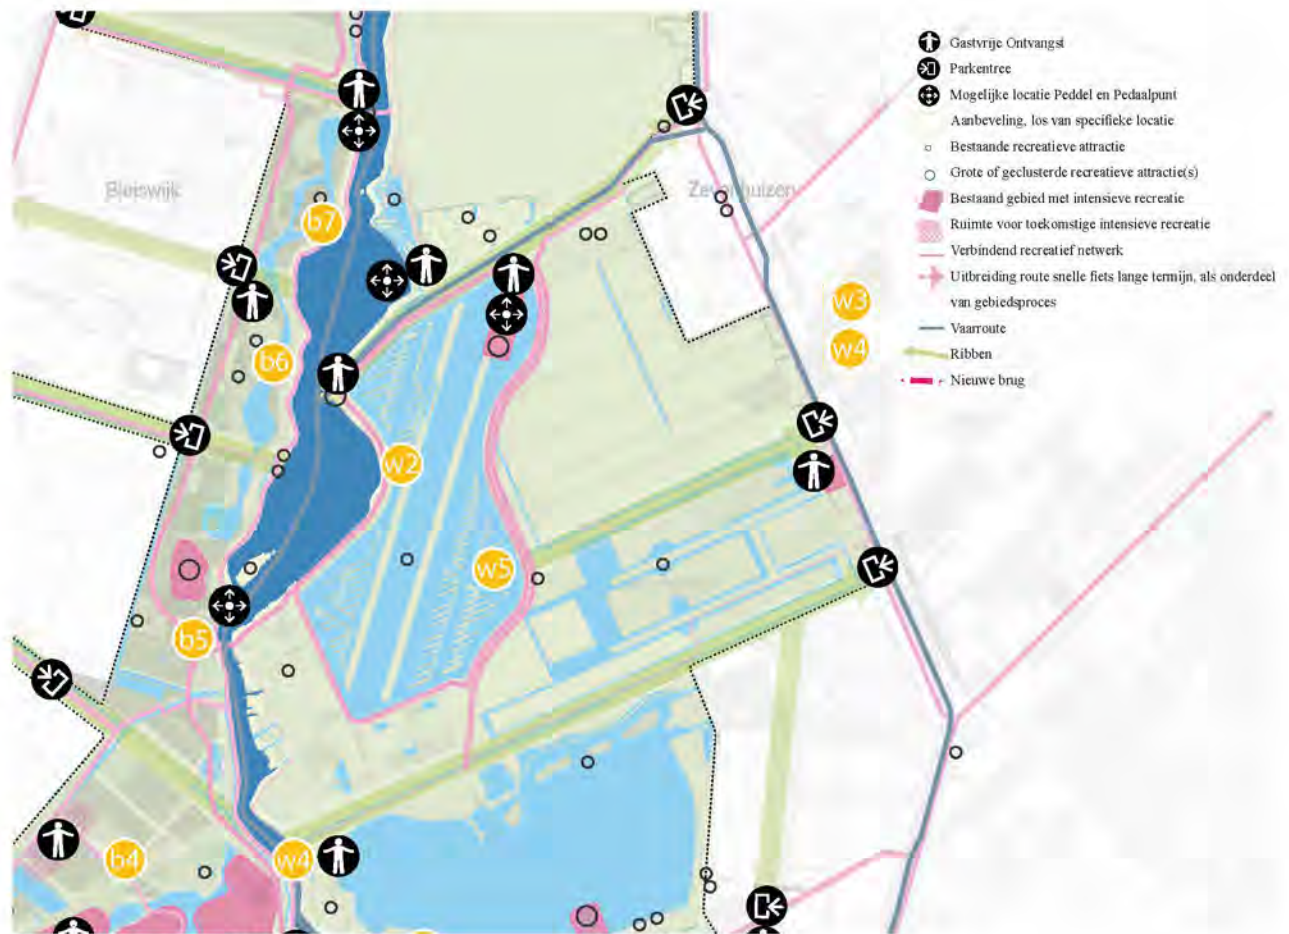 Gastvrije Ontvangst
Parkentree
Mogelijke locatie Peddel en Pedaalpunt
Aanbeveling, los van specifieke locatie
Bestaande recreatieve attractie
Grote of geclusterde recreatieve attractie(s)
Bestaand gebied met intensieve recreatie
Ruimte voor toekomstige intensieve recreatie
Verbindend recreatief netwerk
Uitbreiding route snelle fiets lange termijn, als onderdeel
van gebiedsproces
Vaarroute
Ribben
Nieuwe brug
Bleiswijk
Zevenhuizen
b7
w3
w4
b6
w2
w5
b5
b4
w4